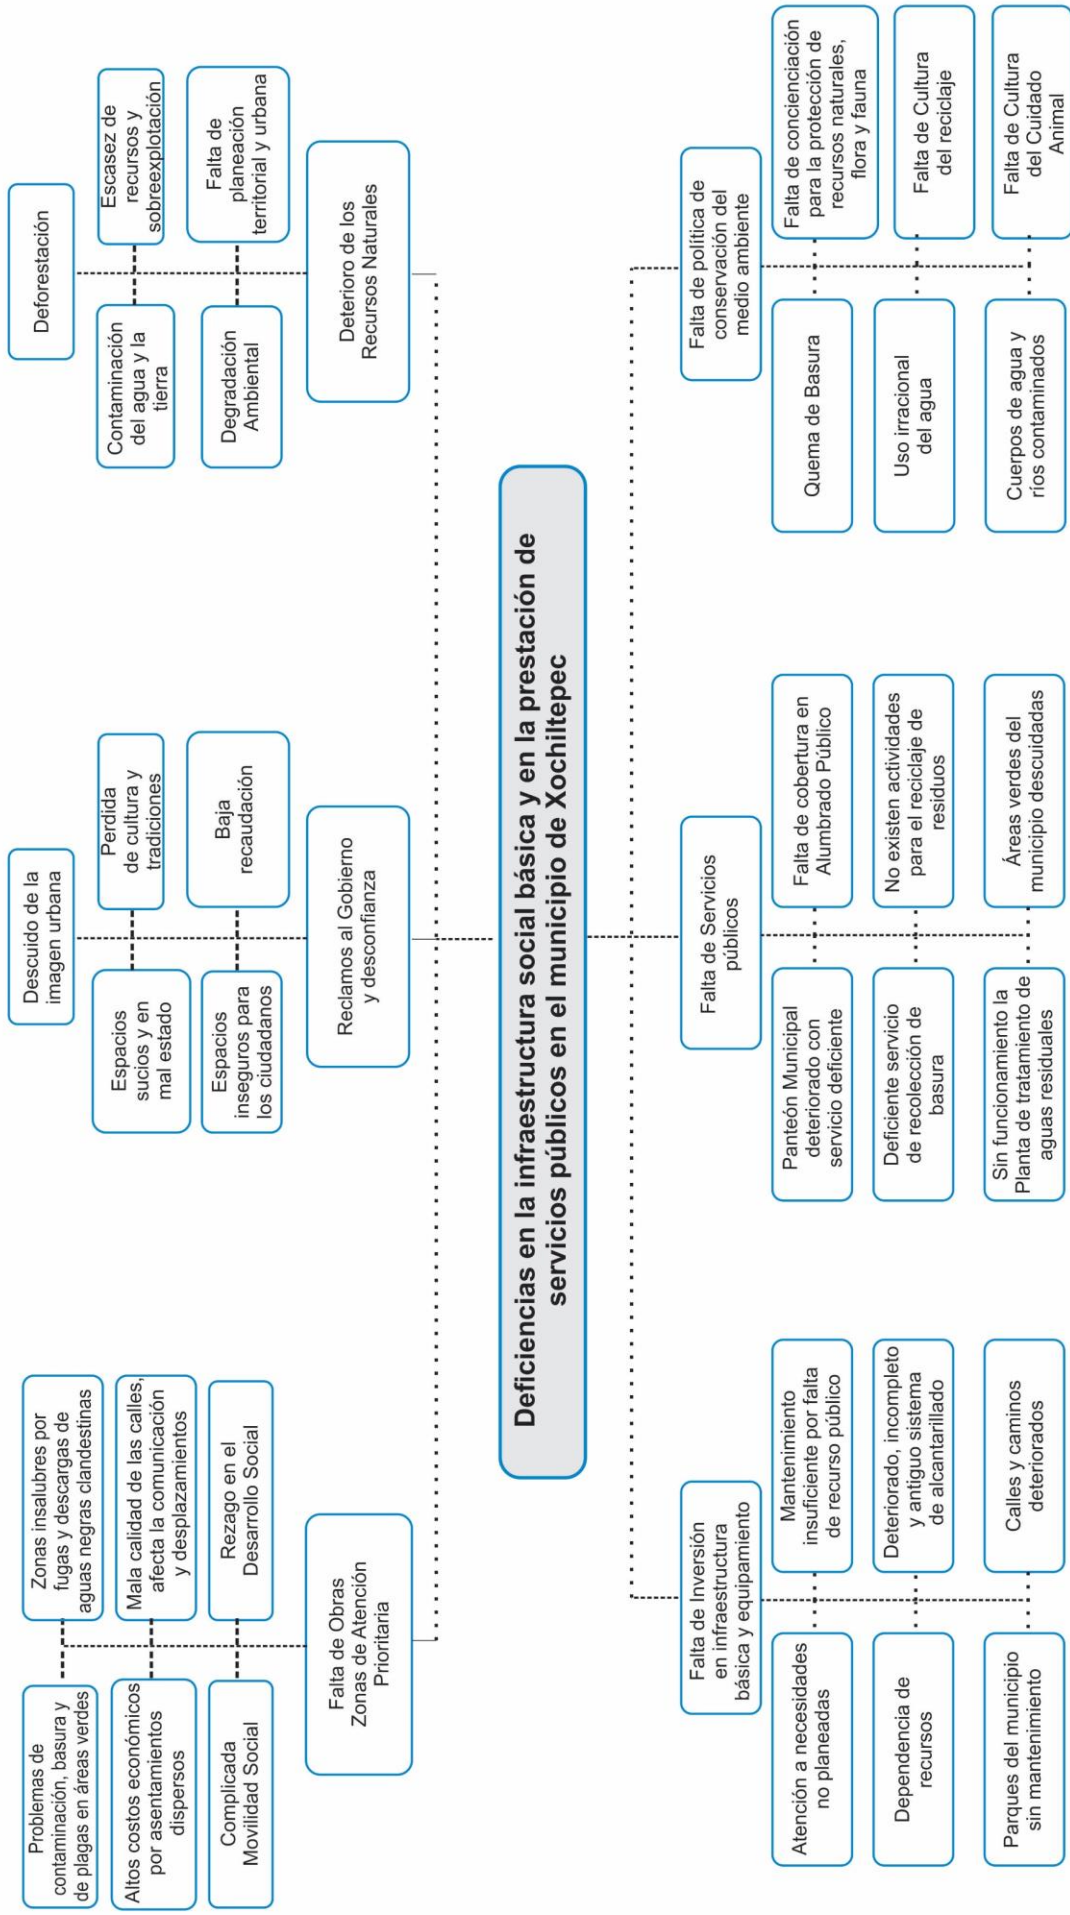 Problemas de
contaminación, basura y
de plagas en áreas verdes
Zonas insalubres por
fugas y descargas de
aguas negras clandestinas
Altos costos económicos
por asentamientos
dispersos
Mala calidad de las calles,
afecta la comunicación
y desplazamientos
Complicada
Movilidad Social
Rezago en el
Desarrollo Social
Falta de Obras
Zonas de Atención
Prioritaria
Descuido de la
imagen urbana
Espacios
sucios y en
mal estado
Perdida
de cultura y
tradiciones
Espacios
inseguros para
los ciudadanos
Baja
recaudación
Reclamos al Gobierno
y desconfianza
Deforestación
Contaminación
del agua y la
tierra
Escasez de
recursos y
sobreexplotación
Degradación
Ambiental
Falta de
planeación
territorial y urbana
Deterioro de los
Recursos Naturales
Deficiencias en la infraestructura social básica y en la prestación de
servicios públicos en el municipio de Xochiltepec
Falta de Inversión
en infraestructura
básica y equipamiento
Atención a necesidades
no planeadas
Mantenimiento
insuficiente por falta
de recurso público
Dependencia de
recursos
Deteriorado, incompleto
y antiguo sistema
de alcantarillado
Parques del municipio
sin mantenimiento
Calles y caminos
deteriorados
Falta de Servicios
públicos
Panteón Municipal
deteriorado con
servicio deficiente
Falta de cobertura en
Alumbrado Público
Deficiente servicio
de recolección de
basura
No existen actividades
para el reciclaje de
residuos
Sin funcionamiento la
Planta de tratamiento de
aguas residuales
Áreas verdes del
municipio descuidadas
Falta de política de
conservación del
medio ambiente
Quema de Basura
Falta de concienciación
para la protección de
recursos naturales,
flora y fauna
Uso irracional
del agua
Falta de Cultura
del reciclaje
Cuerpos de agua y
ríos contaminados
Falta de Cultura
del Cuidado
Animal